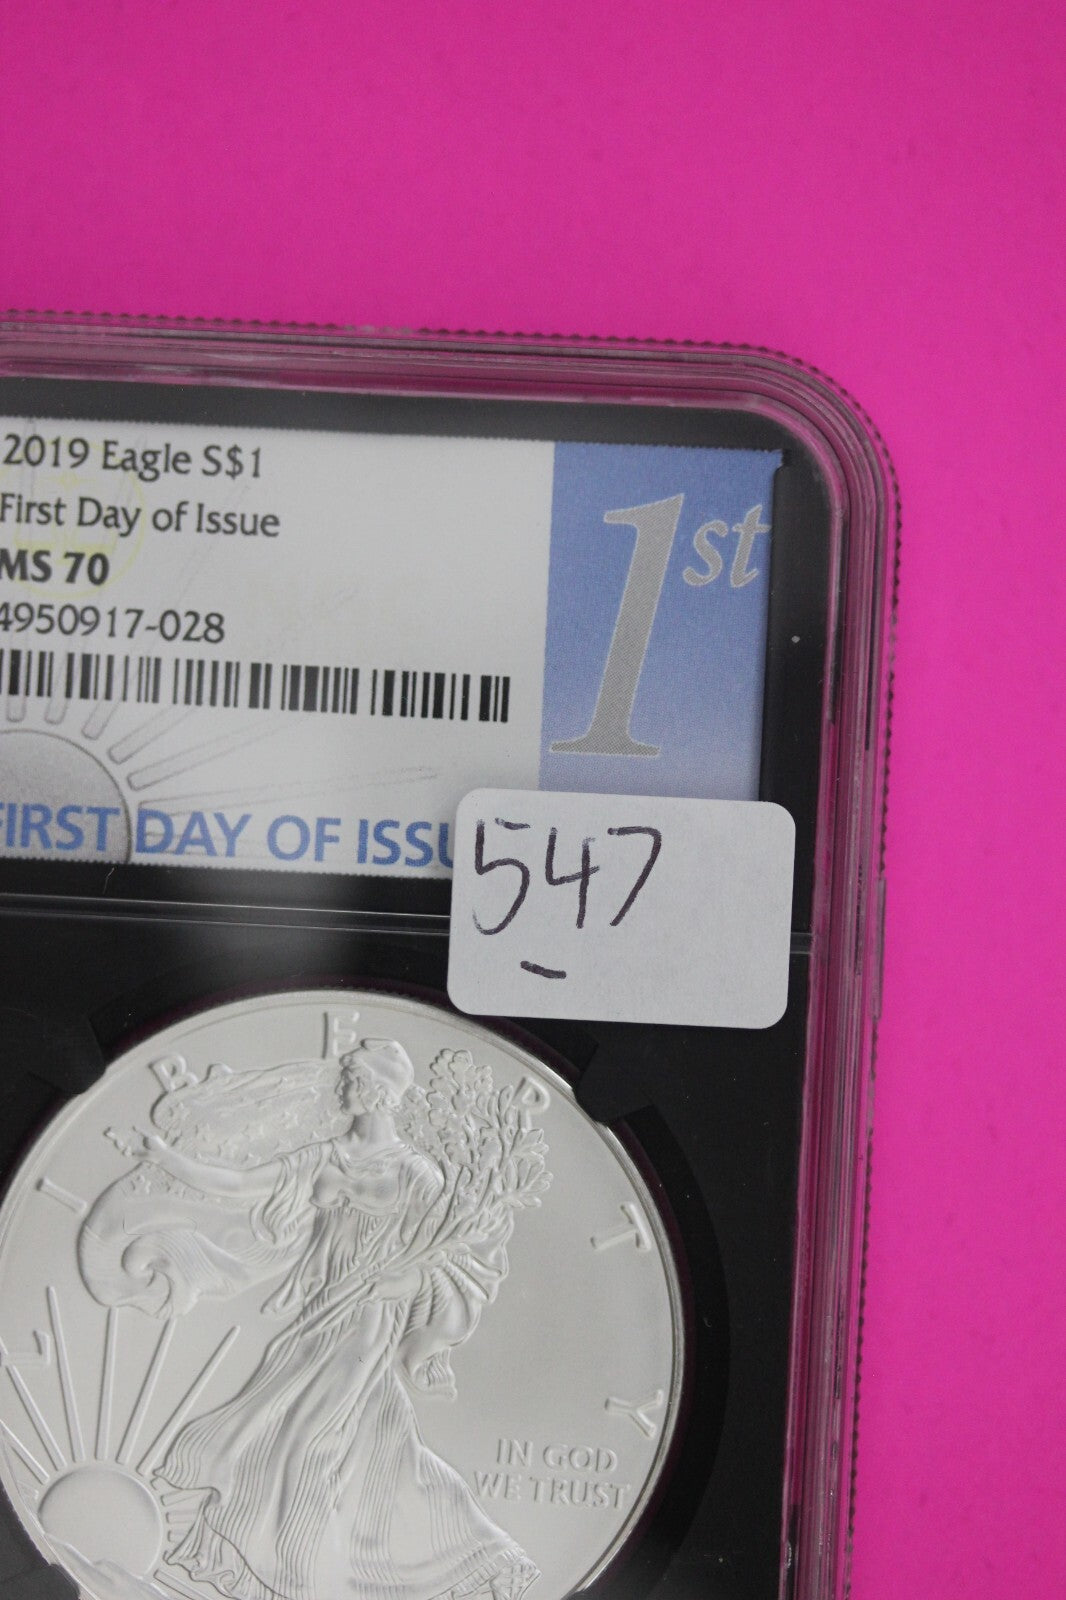 2019 Eagle S$1
First Day of Issue
MS 70
4950917-028
1st
FIRST DAY OF ISSU
547
LIBERTY
IN GOD
WE TRUST